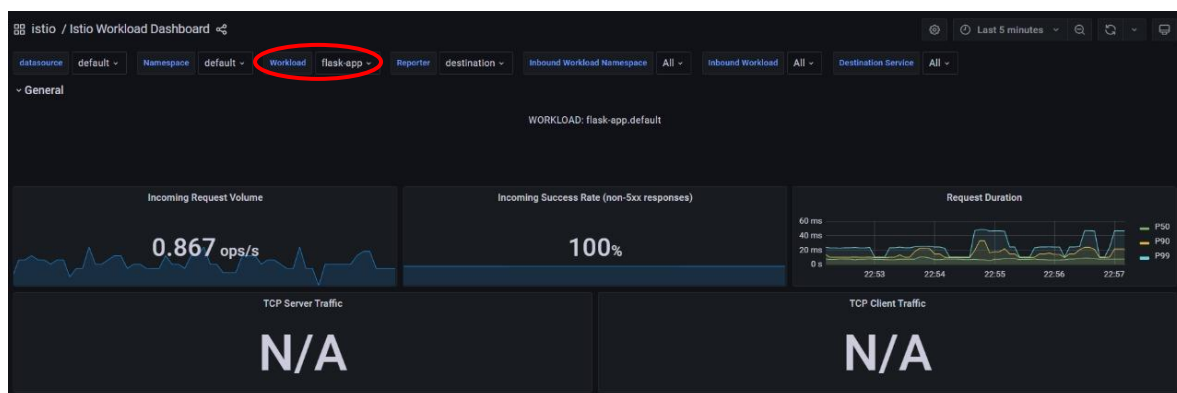 istio / Istio Workload Dashboard
Last 5 minutes
datasource default Namespace default Workload flask-app Reporter destination Inbound Workload Namespace All Inbound Workload All Destination Service All
General
WORKLOAD: flask-app.default
Incoming Request Volume
0.867 ops/s
Incoming Success Rate (non-5xx responses)
100%
Request Duration
60 ms
40 ms
20 ms
0 s
22:53 22:54 22:55 22:56 22:57
P50
P90
P99
TCP Server Traffic
N/A
TCP Client Traffic
N/A